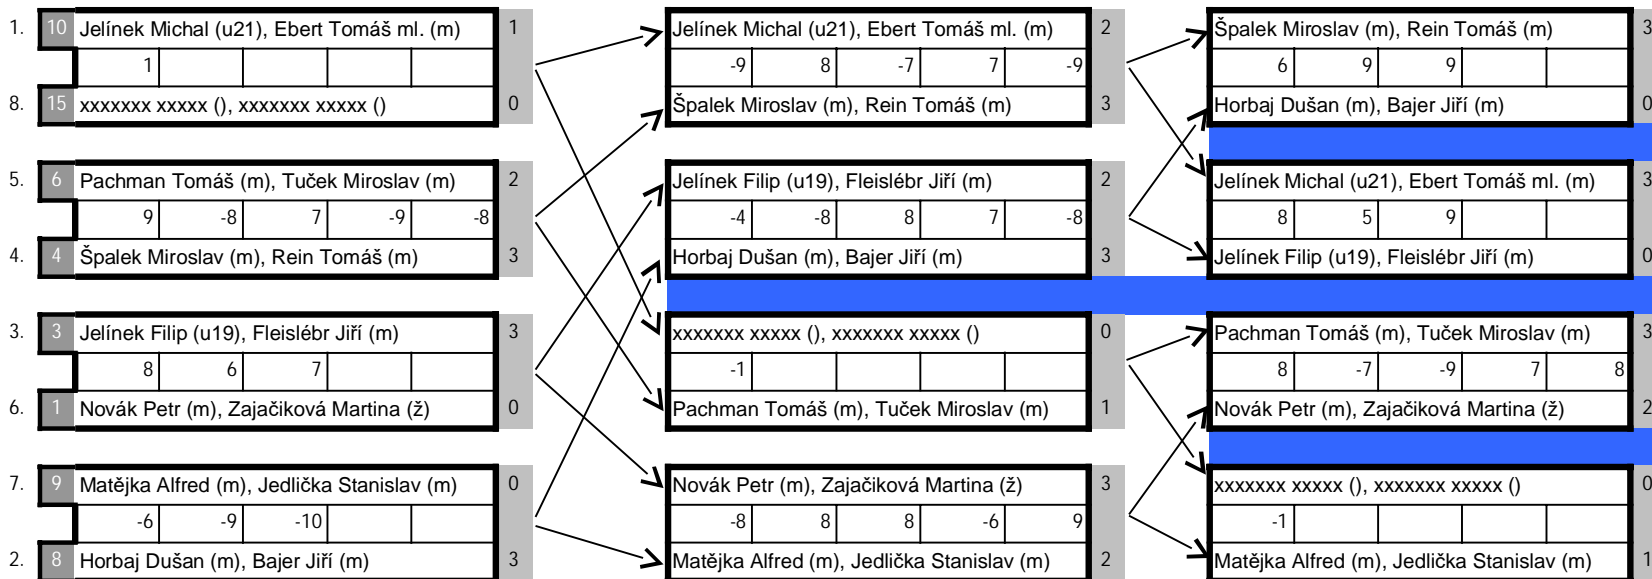 1. 10 Jelínek Michal (u21), Ebert Tomáš ml. (m) 1 Jelínek Michal (u21), Ebert Tomáš ml. (m) 2 Špalek Miroslav (m), Rein Tomáš (m) 3
1 -9 8 -7 7 -9 6 9 9
8. 15 xxxxxxx xxxxx (), xxxxxxx xxxxx () 0 Špalek Miroslav (m), Rein Tomáš (m) 3 Horbaj Dušan (m), Bajer Jiří (m) 0
5. 6 Pachman Tomáš (m), Tuček Miroslav (m) 2 Jelínek Filip (u19), Fleislébr Jiří (m) 2 Jelínek Michal (u21), Ebert Tomáš ml. (m) 3
9 -8 7 -9 -8 -4 -8 8 7 -8 8 5 9
4. 4 Špalek Miroslav (m), Rein Tomáš (m) 3 Horbaj Dušan (m), Bajer Jiří (m) 3 Jelínek Filip (u19), Fleislébr Jiří (m) 0
3. 3 Jelínek Filip (u19), Fleislébr Jiří (m) 3 xxxxxxx xxxxx (), xxxxxxx xxxxx () 0 Pachman Tomáš (m), Tuček Miroslav (m) 3
8 6 7 -1 8 -7 -9 7 8
6. 1 Novák Petr (m), Zajačiková Martina (ž) 0 Pachman Tomáš (m), Tuček Miroslav (m) 1 Novák Petr (m), Zajačiková Martina (ž) 2
7. 9 Matějka Alfred (m), Jedlička Stanislav (m) 0 Novák Petr (m), Zajačiková Martina (ž) 3 xxxxxxx xxxxx (), xxxxxxx xxxxx () 0
-6 -9 -10 -8 8 8 -6 9 -1
2. 8 Horbaj Dušan (m), Bajer Jiří (m) 3 Matějka Alfred (m), Jedlička Stanislav (m) 2 Matějka Alfred (m), Jedlička Stanislav (m) 1